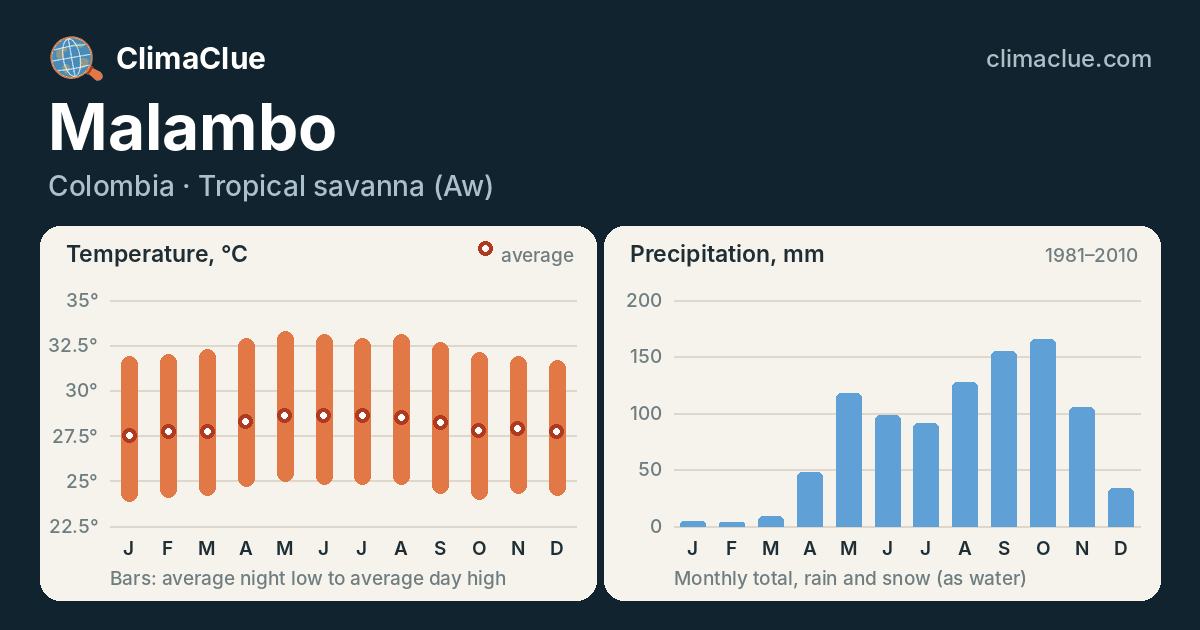 ClimaClue
climaclue.com
Malambo
Colombia · Tropical savanna (Aw)
Temperature, °C
average
35°
32.5°
30°
27.5°
25°
22.5°
J F M A M J J A S O N D
Bars: average night low to average day high
Precipitation, mm
1981–2010
200
150
100
50
0
J F M A M J J A S O N D
Monthly total, rain and snow (as water)